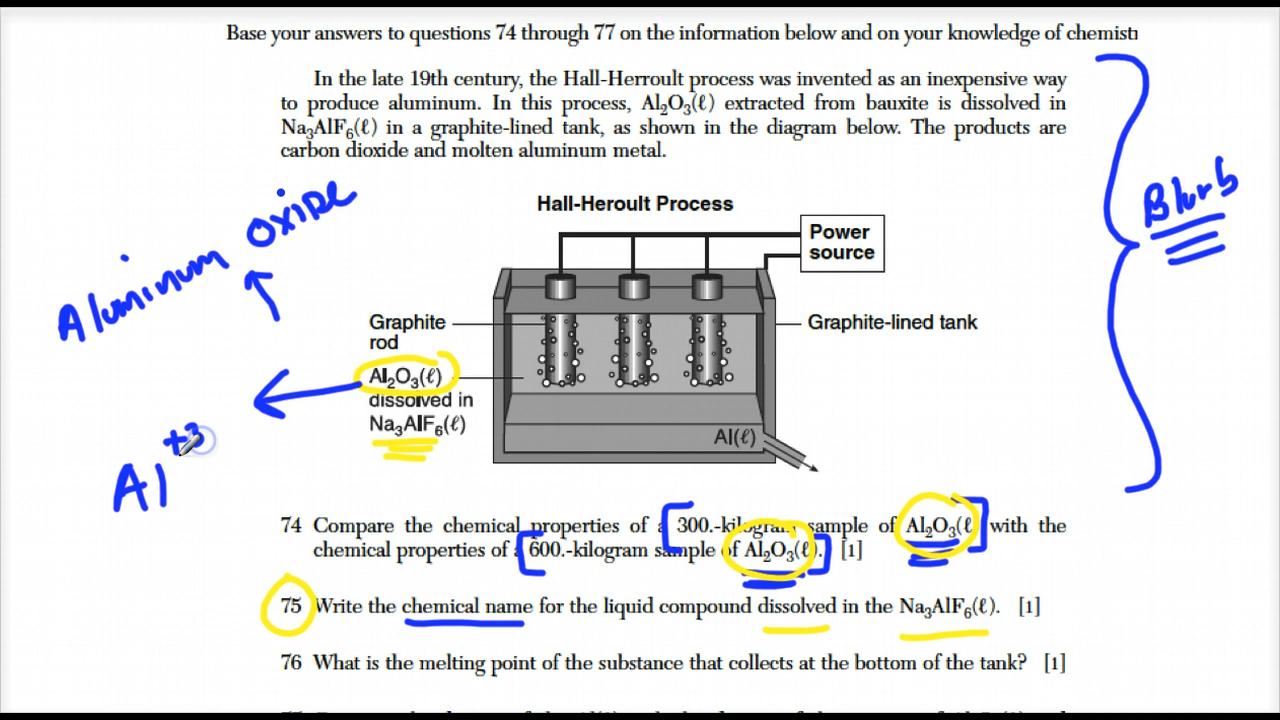 Base your answers to questions 74 through 77 on the information below and on your knowledge of chemist
In the late 19th century, the Hall-Herroult process was invented as an inexpensive way
to produce aluminum. In this process, Al₂O₃(ℓ) extracted from bauxite is dissolved in
Na₃AlF₆(ℓ) in a graphite-lined tank, as shown in the diagram below. The products are
carbon dioxide and molten aluminum metal.
Blurb
Aluminum Oxide
Hall-Heroult Process
Power
source
Graphite
rod
Graphite-lined tank
Al₂O₃(ℓ)
dissolved in
Na₃AlF₆(ℓ)
Al(ℓ)
Al⁺³
74 Compare the chemical properties of a 300.-kilogram sample of Al₂O₃(ℓ) with the
chemical properties of a 600.-kilogram sample of Al₂O₃(ℓ). [1]
75 Write the chemical name for the liquid compound dissolved in the Na₃AlF₆(ℓ). [1]
76 What is the melting point of the substance that collects at the bottom of the tank? [1]